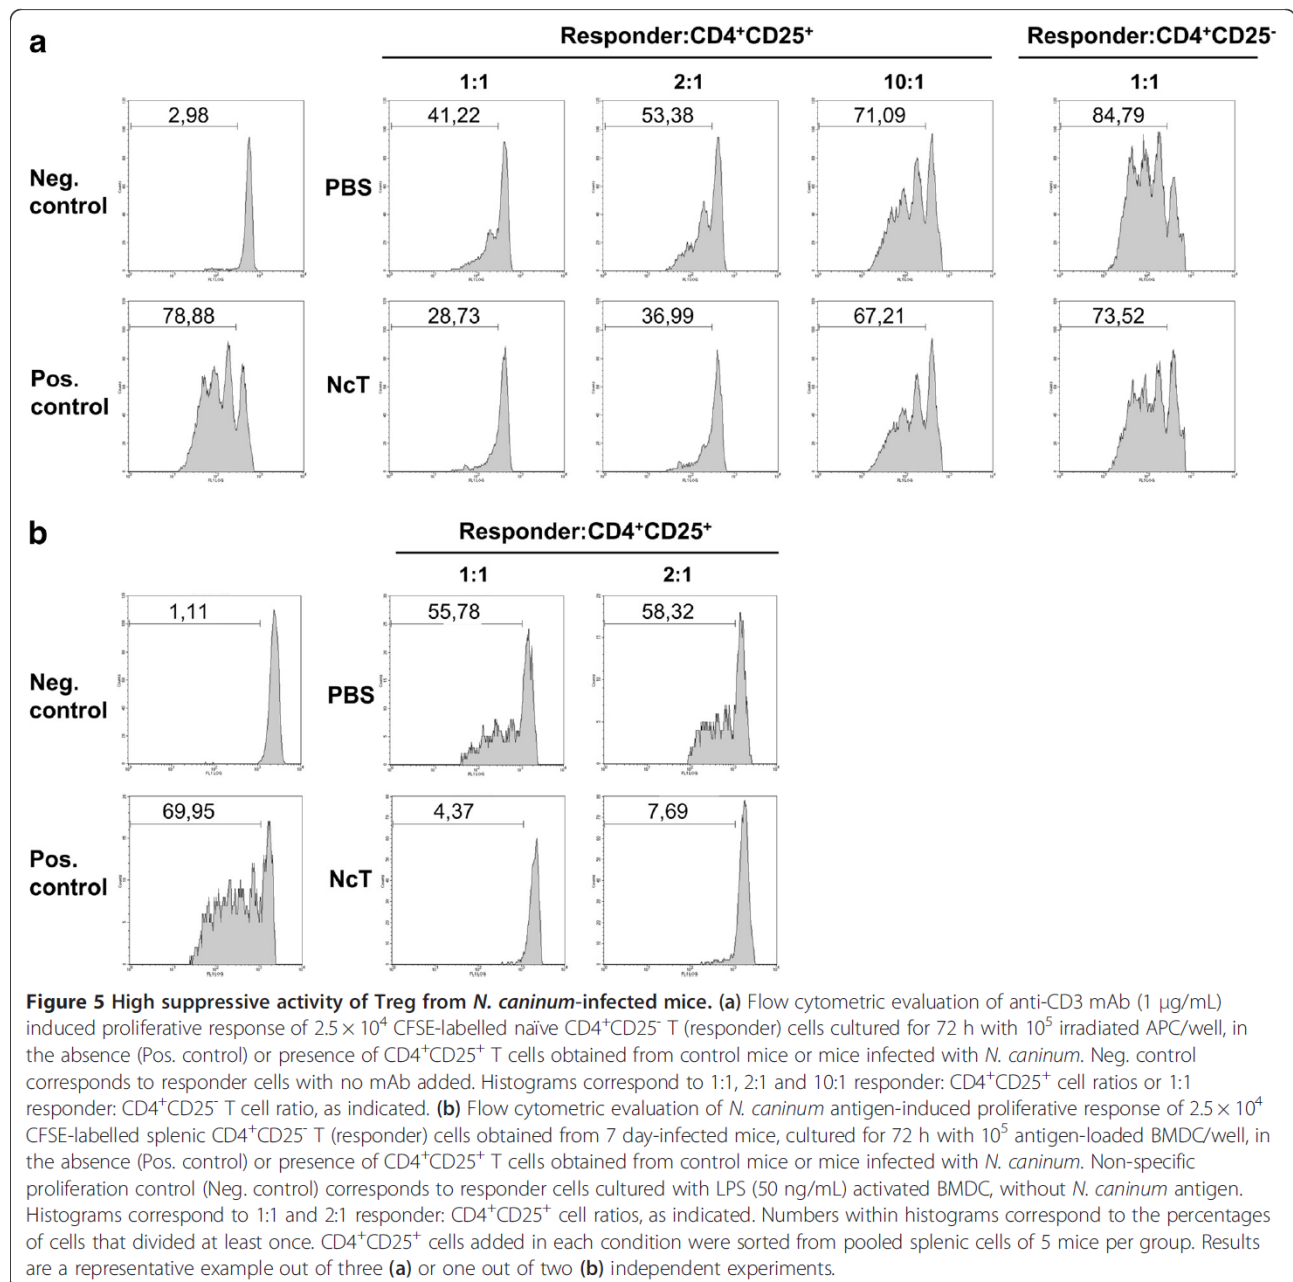 a
Responder:CD4⁺CD25⁺
Responder:CD4⁺CD25⁻
1:1
2:1
10:1
1:1
Neg.
control
2,98
PBS
41,22
53,38
71,09
84,79
Pos.
control
78,88
NcT
28,73
36,99
67,21
73,52
b
Responder:CD4⁺CD25⁺
1:1
2:1
Neg.
control
1,11
PBS
55,78
58,32
Pos.
control
69,95
NcT
4,37
7,69
Figure 5 High suppressive activity of Treg from N. caninum-infected mice. (a) Flow cytometric evaluation of anti-CD3 mAb (1 μg/mL)
induced proliferative response of 2.5 × 10⁴ CFSE-labelled naïve CD4⁺CD25⁻ T (responder) cells cultured for 72 h with 10⁵ irradiated APC/well, in
the absence (Pos. control) or presence of CD4⁺CD25⁺ T cells obtained from control mice or mice infected with N. caninum. Neg. control
corresponds to responder cells with no mAb added. Histograms correspond to 1:1, 2:1 and 10:1 responder: CD4⁺CD25⁺ cell ratios or 1:1
responder: CD4⁺CD25⁻ T cell ratio, as indicated. (b) Flow cytometric evaluation of N. caninum antigen-induced proliferative response of 2.5 × 10⁴
CFSE-labelled splenic CD4⁺CD25⁻ T (responder) cells obtained from 7 day-infected mice, cultured for 72 h with 10⁵ antigen-loaded BMDC/well, in
the absence (Pos. control) or presence of CD4⁺CD25⁺ T cells obtained from control mice or mice infected with N. caninum. Non-specific
proliferation control (Neg. control) corresponds to responder cells cultured with LPS (50 ng/mL) activated BMDC, without N. caninum antigen.
Histograms correspond to 1:1 and 2:1 responder: CD4⁺CD25⁺ cell ratios, as indicated. Numbers within histograms correspond to the percentages
of cells that divided at least once. CD4⁺CD25⁺ cells added in each condition were sorted from pooled splenic cells of 5 mice per group. Results
are a representative example out of three (a) or one out of two (b) independent experiments.